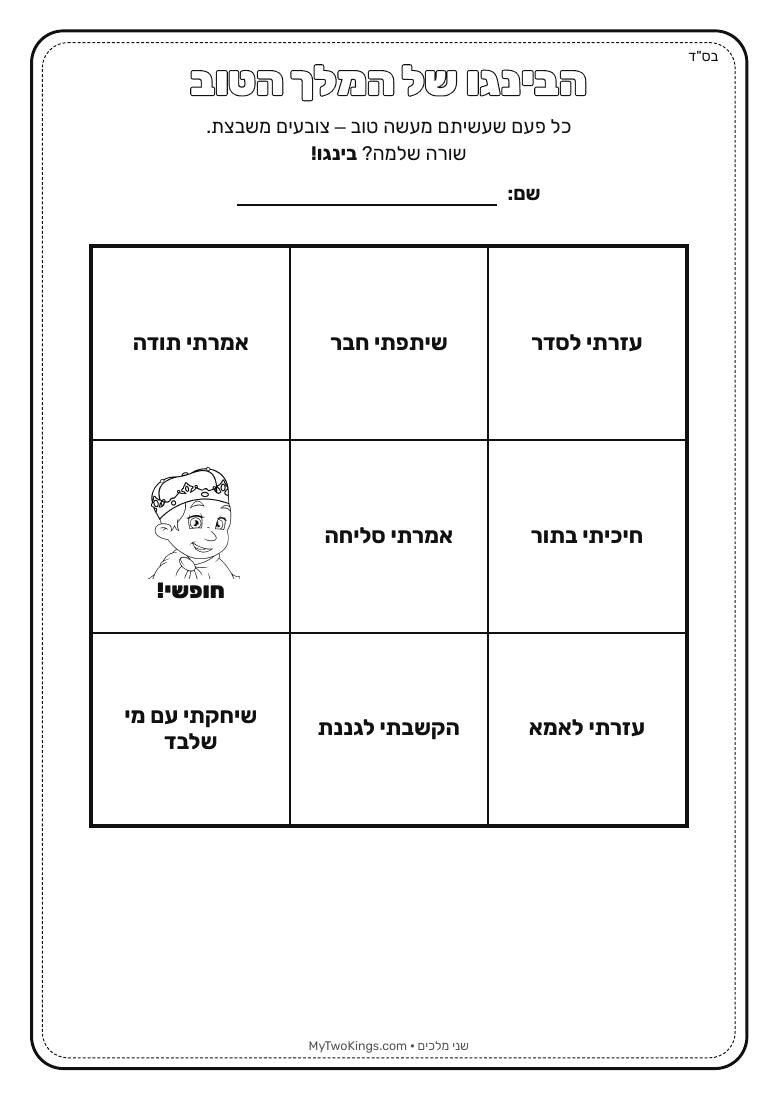 בס"ד
הבינגו של המלך הטוב
כל פעם שעשיתם מעשה טוב – צובעים משבצת.
שורה שלמה? בינגו!
שם:
עזרתי לסדר
שיתפתי חבר
אמרתי תודה
חיכיתי בתור
אמרתי סליחה
חופשי!
עזרתי לאמא
הקשבתי לגננת
שיחקתי עם מי
שלבד
שני מלכים • MyTwoKings.com